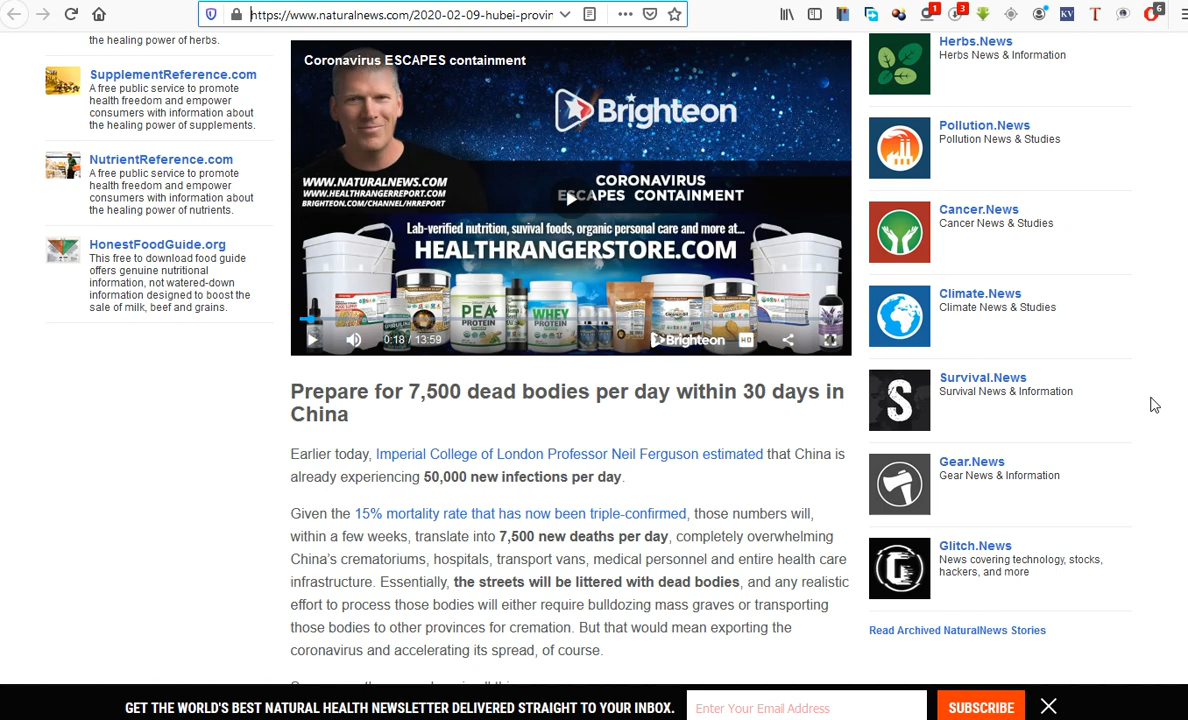 https://www.naturalnews.com/2020-02-09-hubei-provin
1
3
KV
T
6
the healing power of herbs.
SupplementReference.com
A free public service to promote
health freedom and empower
consumers with information about
the healing power of supplements.
NutrientReference.com
A free public service to promote
health freedom and empower
consumers with information about
the healing power of nutrients.
HonestFoodGuide.org
This free to download food guide
offers genuine nutritional
information, not watered-down
information designed to boost the
sale of milk, beef and grains.
Coronavirus ESCAPES containment
Brighteon
WWW.NATURALNEWS.COM
WWW.HEALTHRANGERREPORT.COM
BRIGHTEON.COM/CHANNEL/HRREPORT
CORONAVIRUS
ESCAPES CONTAINMENT
Lab-verified nutrition, suvival foods, organic personal care and more at...
HEALTHRANGERSTORE.COM
PEA
PROTEIN
WHEY
PROTEIN
0:18 / 13:59
Brighteon
HD
Prepare for 7,500 dead bodies per day within 30 days in
China
Earlier today, Imperial College of London Professor Neil Ferguson estimated that China is
already experiencing 50,000 new infections per day.
Given the 15% mortality rate that has now been triple-confirmed, those numbers will,
within a few weeks, translate into 7,500 new deaths per day, completely overwhelming
China's crematoriums, hospitals, transport vans, medical personnel and entire health care
infrastructure. Essentially, the streets will be littered with dead bodies, and any realistic
effort to process those bodies will either require bulldozing mass graves or transporting
those bodies to other provinces for cremation. But that would mean exporting the
coronavirus and accelerating its spread, of course.
Herbs.News
Herbs News & Information
Pollution.News
Pollution News & Studies
Cancer.News
Cancer News & Studies
Climate.News
Climate News & Studies
S
Survival.News
Survival News & Information
Gear.News
Gear News & Information
G
Glitch.News
News covering technology, stocks,
hackers, and more
Read Archived NaturalNews Stories
GET THE WORLD'S BEST NATURAL HEALTH NEWSLETTER DELIVERED STRAIGHT TO YOUR INBOX.
Enter Your Email Address
SUBSCRIBE